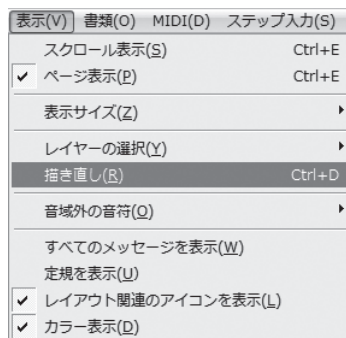 表示(V) 書類(O) MIDI(D) ステップ入力(S)
スクロール表示(S) Ctrl+E
ページ表示(P) Ctrl+E
表示サイズ(Z)
レイヤーの選択(Y)
描き直し(R) Ctrl+D
音域外の音符(O)
すべてのメッセージを表示(W)
定規を表示(U)
レイアウト関連のアイコンを表示(L)
カラー表示(D)